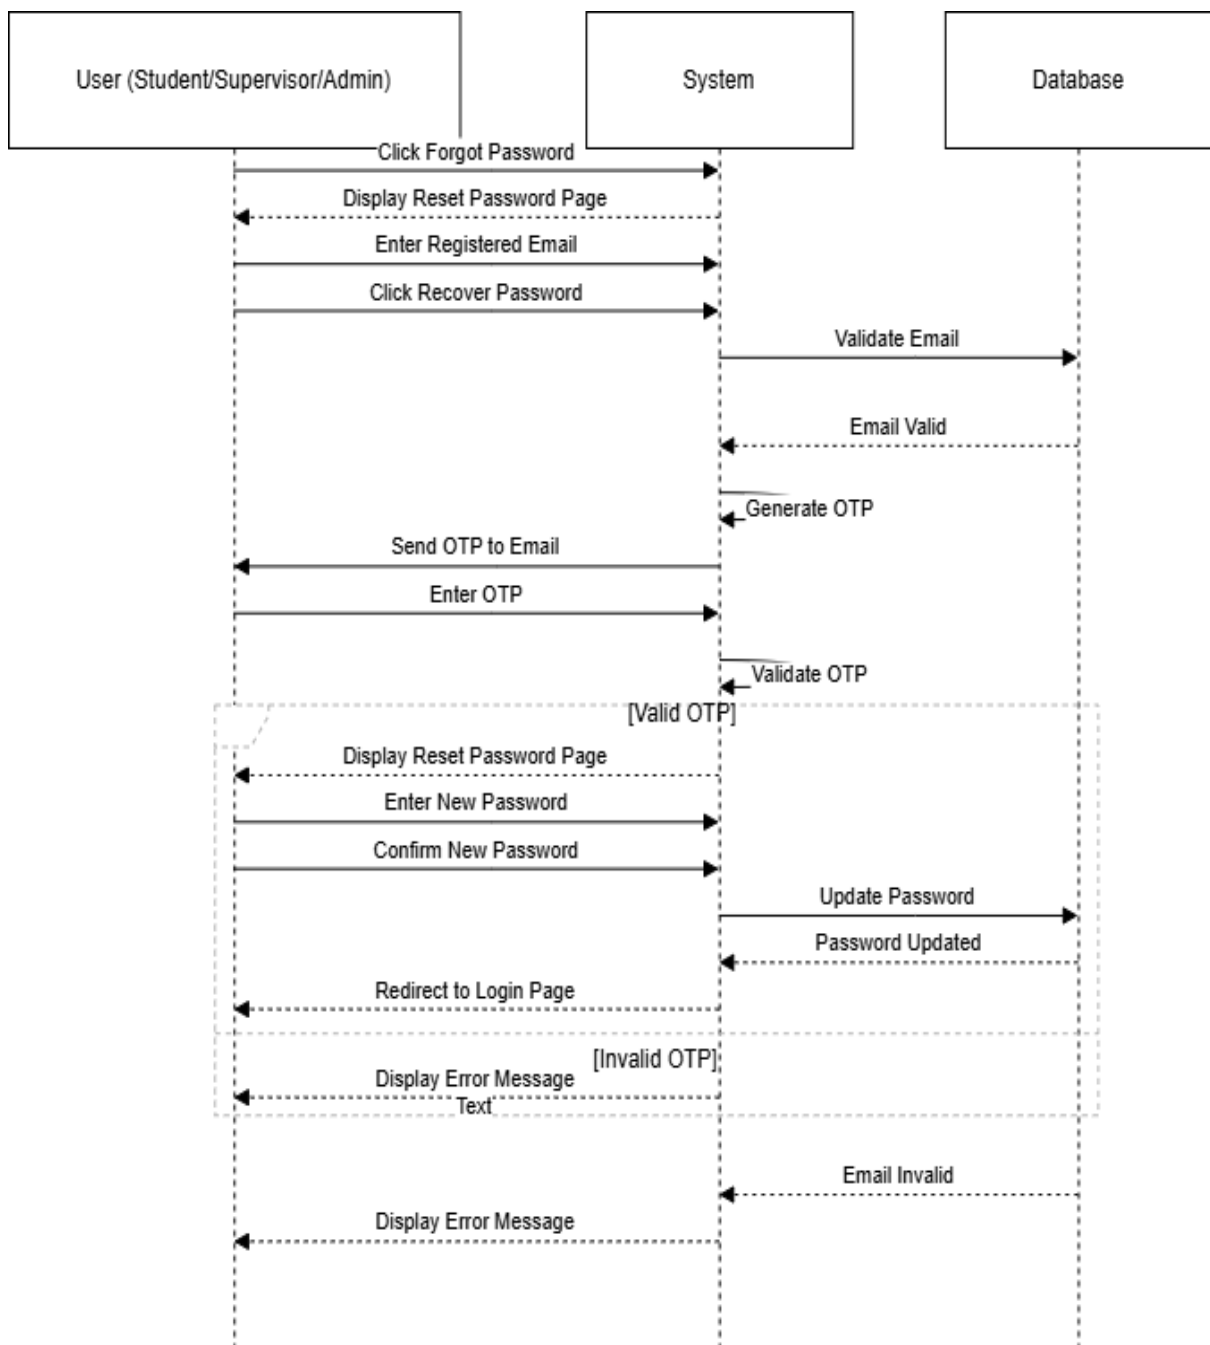 User (Student/Supervisor/Admin)
System
Database
Click Forgot Password
Display Reset Password Page
Enter Registered Email
Click Recover Password
Validate Email
Email Valid
Generate OTP
Send OTP to Email
Enter OTP
Validate OTP
[Valid OTP]
Display Reset Password Page
Enter New Password
Confirm New Password
Update Password
Password Updated
Redirect to Login Page
[Invalid OTP]
Display Error Message
Text
Email Invalid
Display Error Message